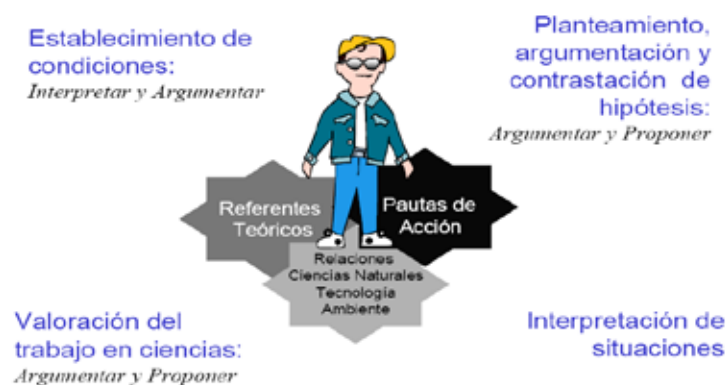 Establecimiento de
condiciones:
Interpretar y Argumentar
Planteamiento,
argumentación y
contrastación de
hipótesis:
Argumentar y Proponer
Referentes
Teóricos
Pautas de
Acción
Relaciones
Ciencias Naturales
Tecnología
Ambiente
Valoración del
trabajo en ciencias:
Argumentar y Proponer
Interpretación de
situaciones